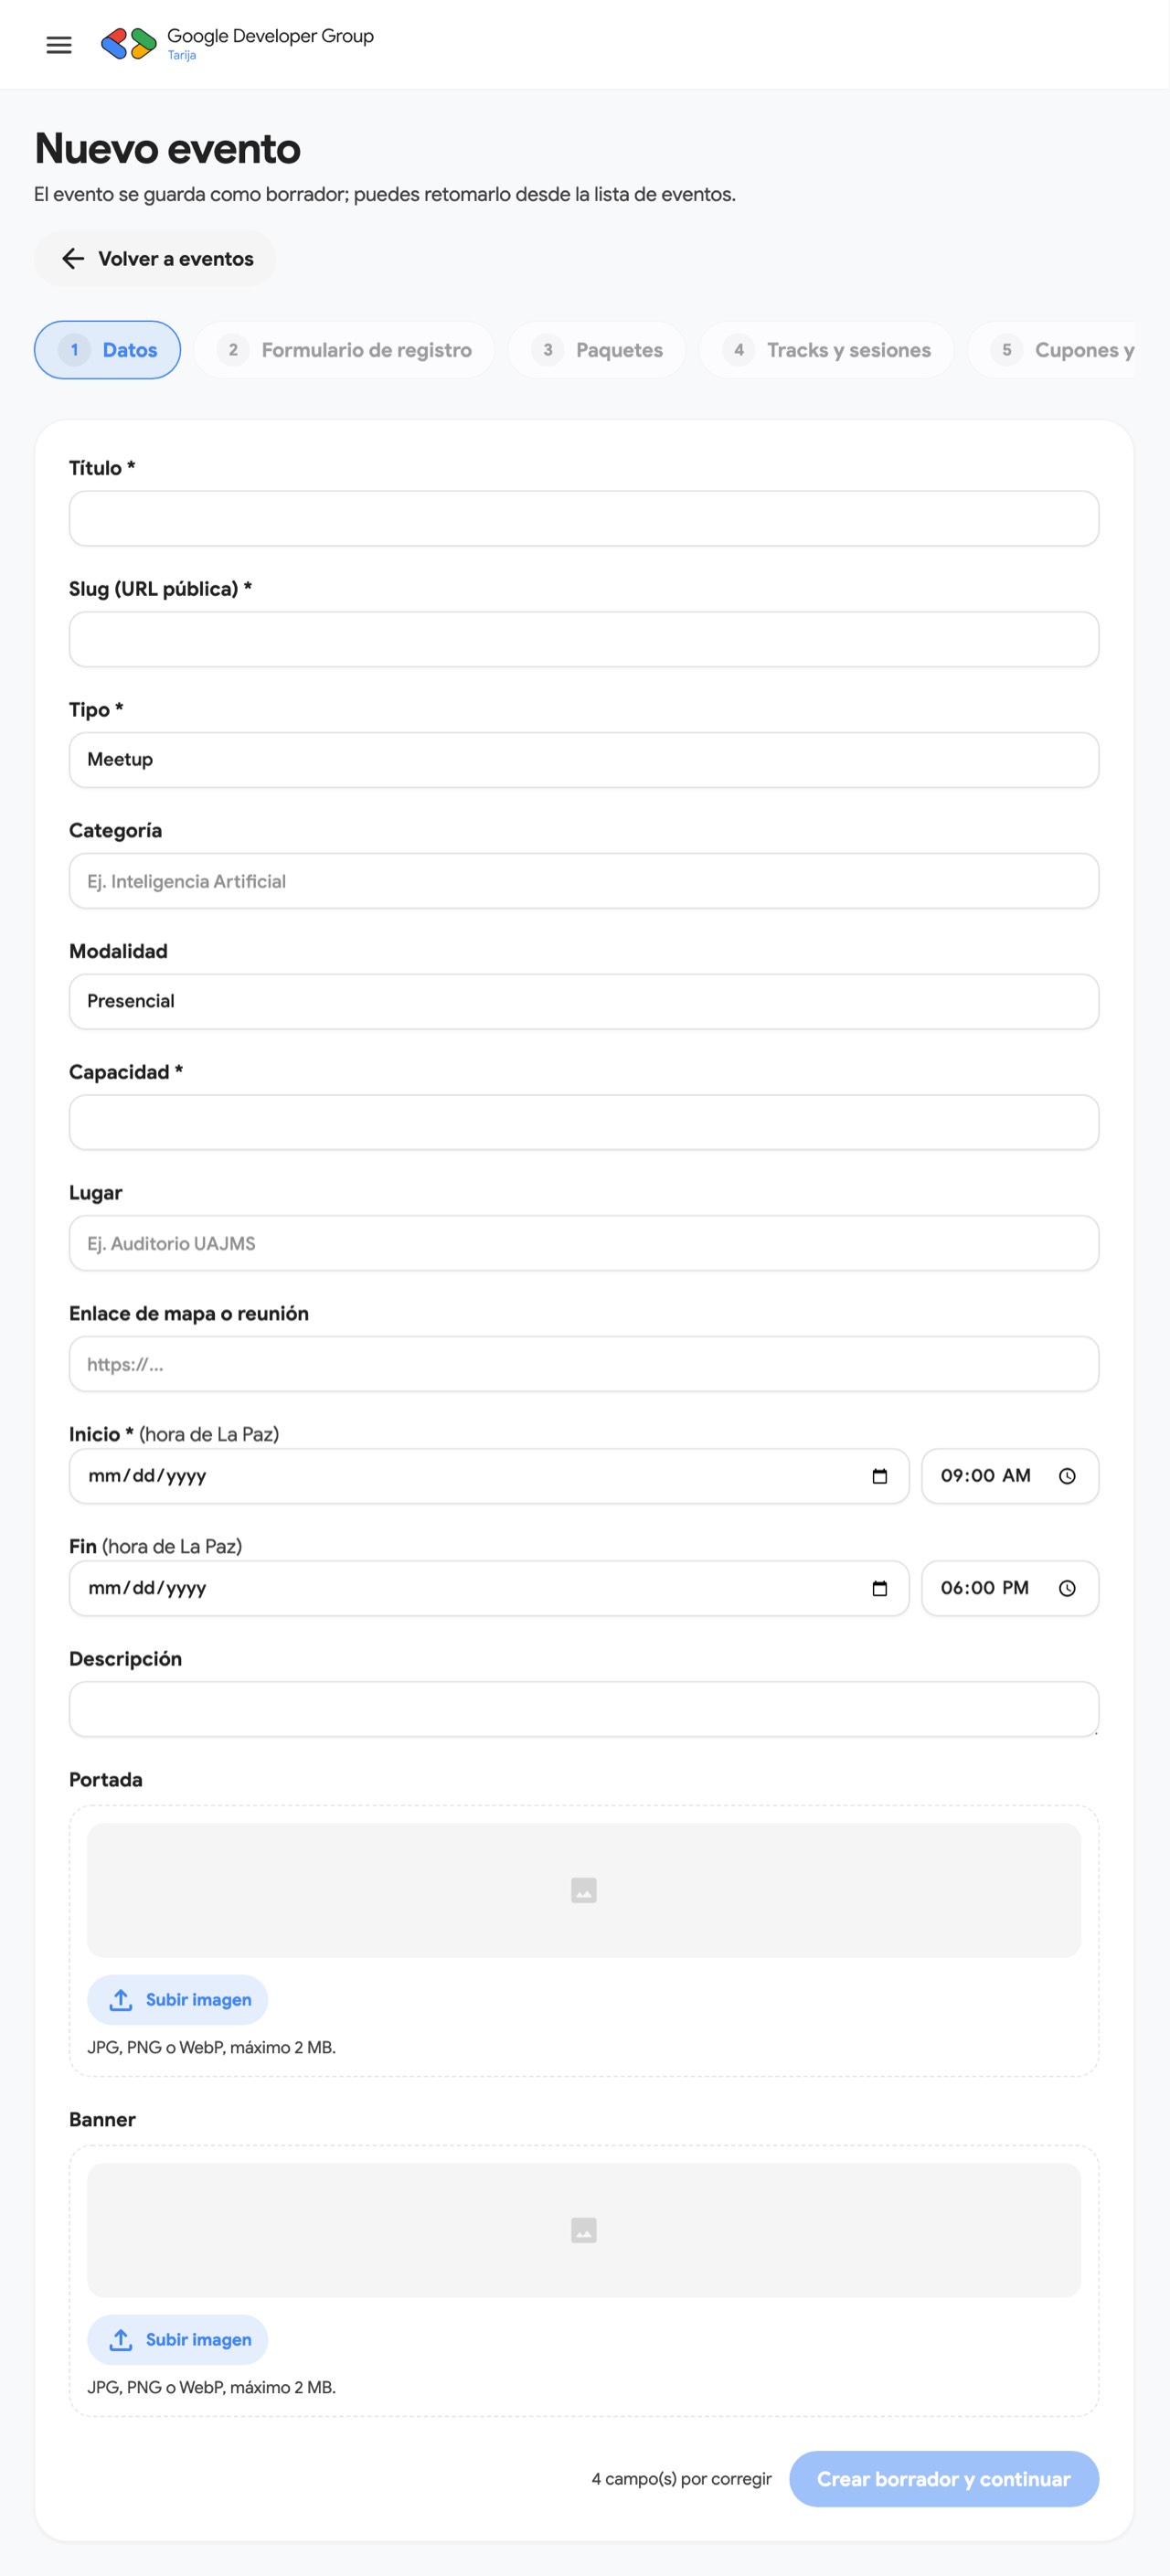 Google Developer Group
Tarija
Nuevo evento
El evento se guarda como borrador; puedes retomarlo desde la lista de eventos.
Volver a eventos
1 Datos 2 Formulario de registro 3 Paquetes 4 Tracks y sesiones 5 Cupones y
Título *
Slug (URL pública) *
Tipo *
Meetup
Categoría
Ej. Inteligencia Artificial
Modalidad
Presencial
Capacidad *
Lugar
Ej. Auditorio UAJMS
Enlace de mapa o reunión
https://...
Inicio * (hora de La Paz)
mm/dd/yyyy 09:00 AM
Fin (hora de La Paz)
mm/dd/yyyy 06:00 PM
Descripción
Portada
Subir imagen
JPG, PNG o WebP, máximo 2 MB.
Banner
Subir imagen
JPG, PNG o WebP, máximo 2 MB.
4 campo(s) por corregir Crear borrador y continuar